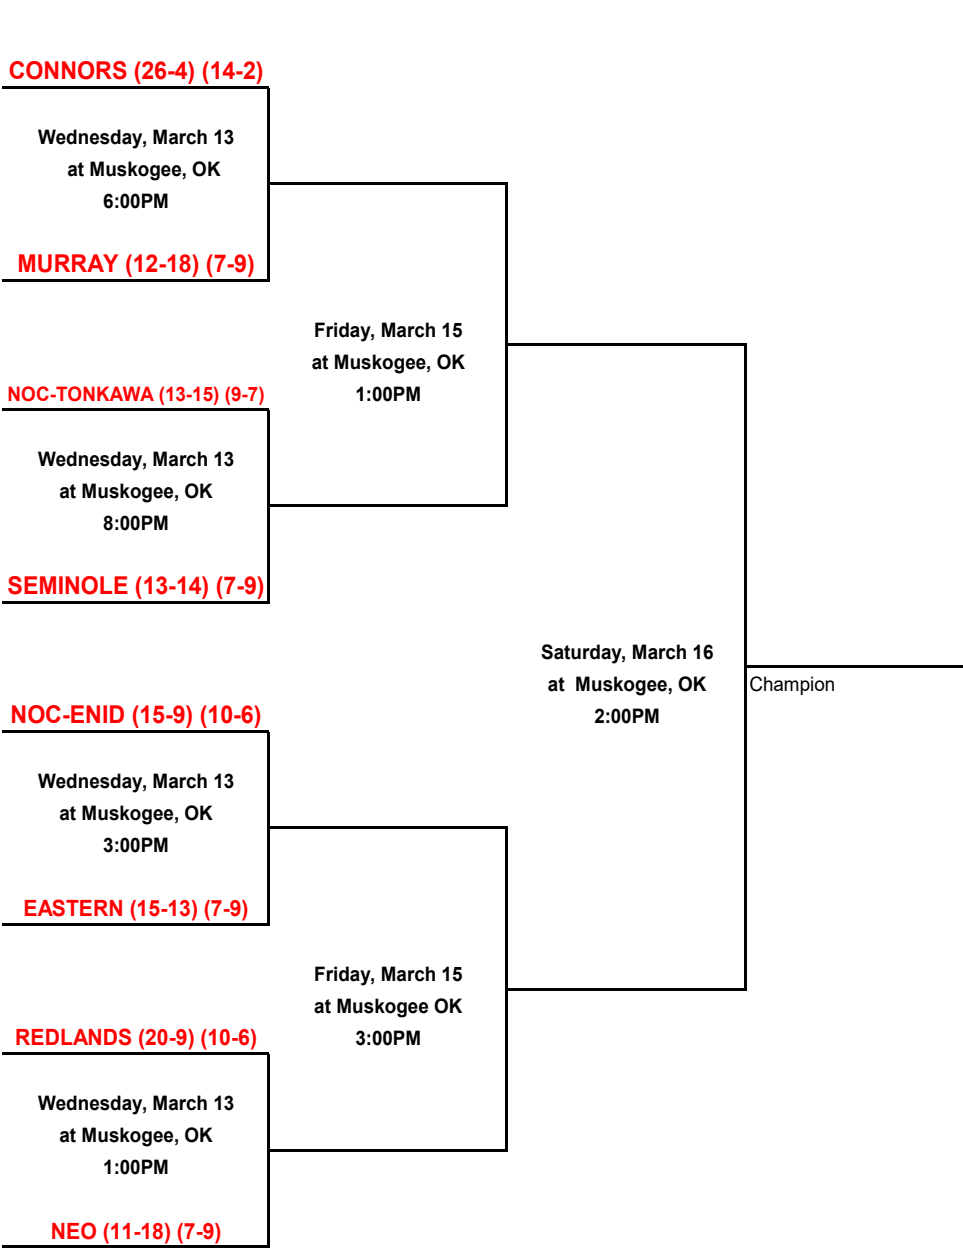 CONNORS (26-4) (14-2)
Wednesday, March 13
at Muskogee, OK
6:00PM
MURRAY (12-18) (7-9)
Friday, March 15
at Muskogee, OK
1:00PM
NOC-TONKAWA (13-15) (9-7)
Wednesday, March 13
at Muskogee, OK
8:00PM
SEMINOLE (13-14) (7-9)
Saturday, March 16
at Muskogee, OK
2:00PM
Champion
NOC-ENID (15-9) (10-6)
Wednesday, March 13
at Muskogee, OK
3:00PM
EASTERN (15-13) (7-9)
Friday, March 15
at Muskogee OK
3:00PM
REDLANDS (20-9) (10-6)
Wednesday, March 13
at Muskogee, OK
1:00PM
NEO (11-18) (7-9)